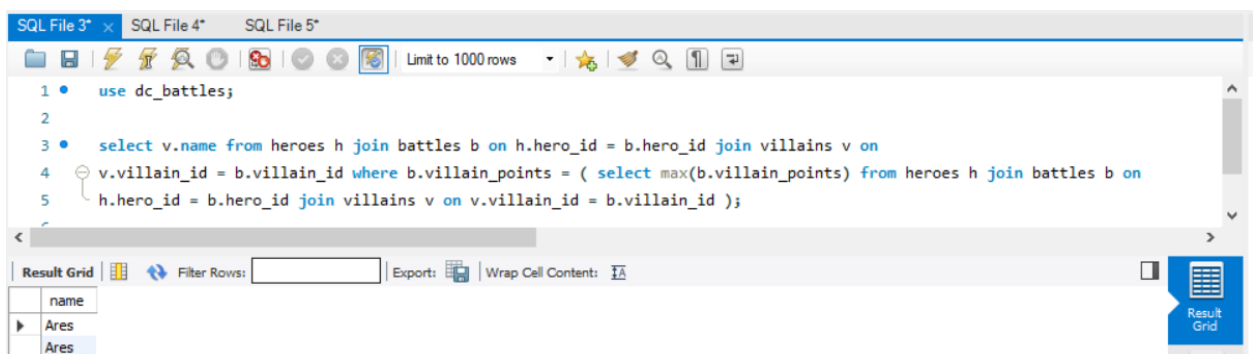 SQL File 3* × SQL File 4* SQL File 5*
Limit to 1000 rows
1 use dc_battles;
2
3 select v.name from heroes h join battles b on h.hero_id = b.hero_id join villains v on
4 v.villain_id = b.villain_id where b.villain_points = ( select max(b.villain_points) from heroes h join battles b on
5 h.hero_id = b.hero_id join villains v on v.villain_id = b.villain_id );
Result Grid Filter Rows: Export: Wrap Cell Content: IA
name
Ares
Ares
Result
Grid